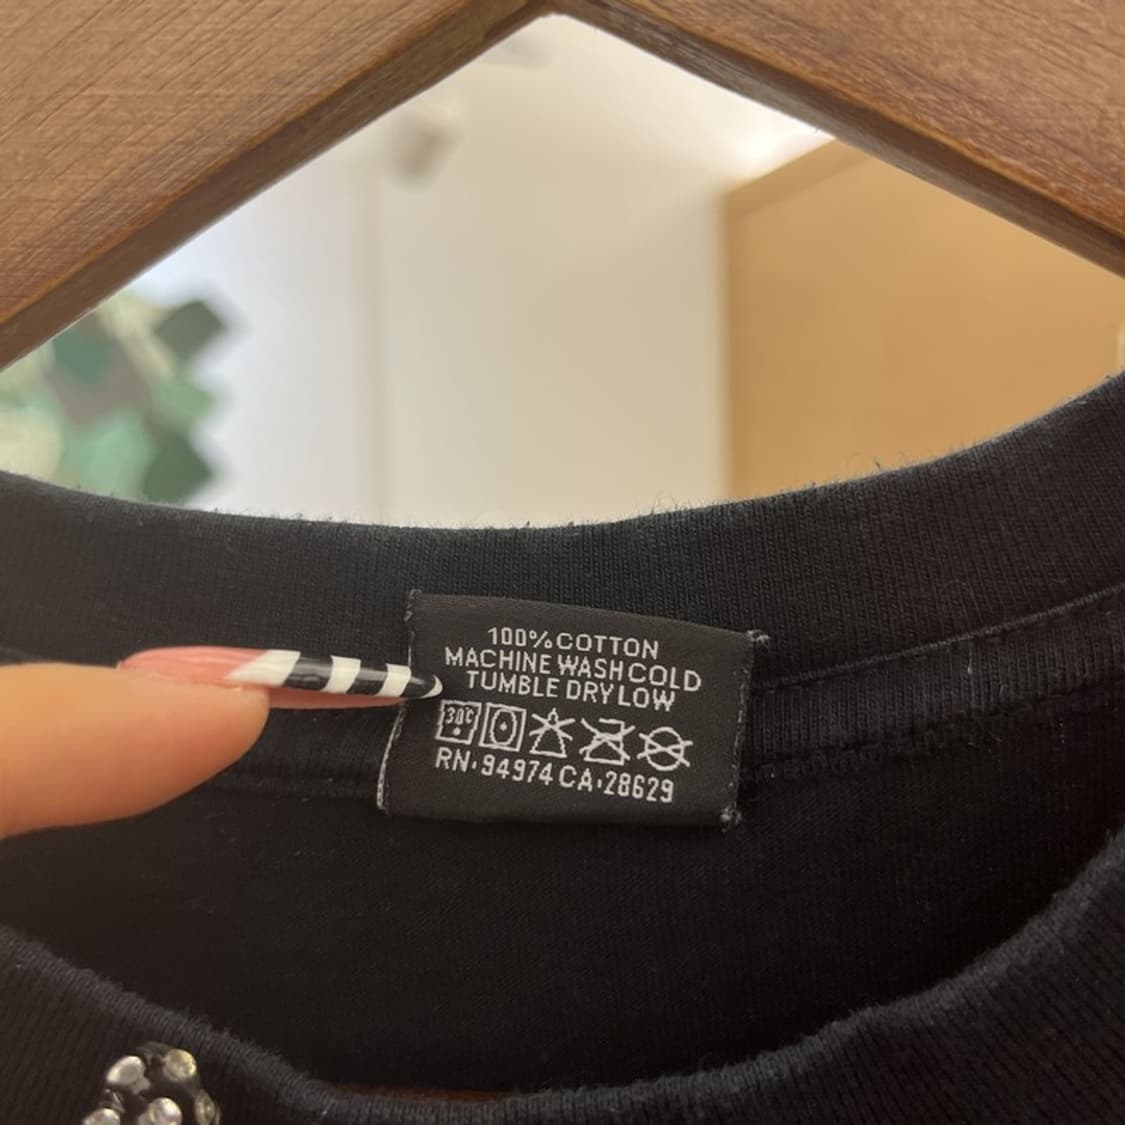 100% COTTON
MACHINE WASH COLD
TUMBLE DRY LOW
30°C
RN·94974 CA·28629